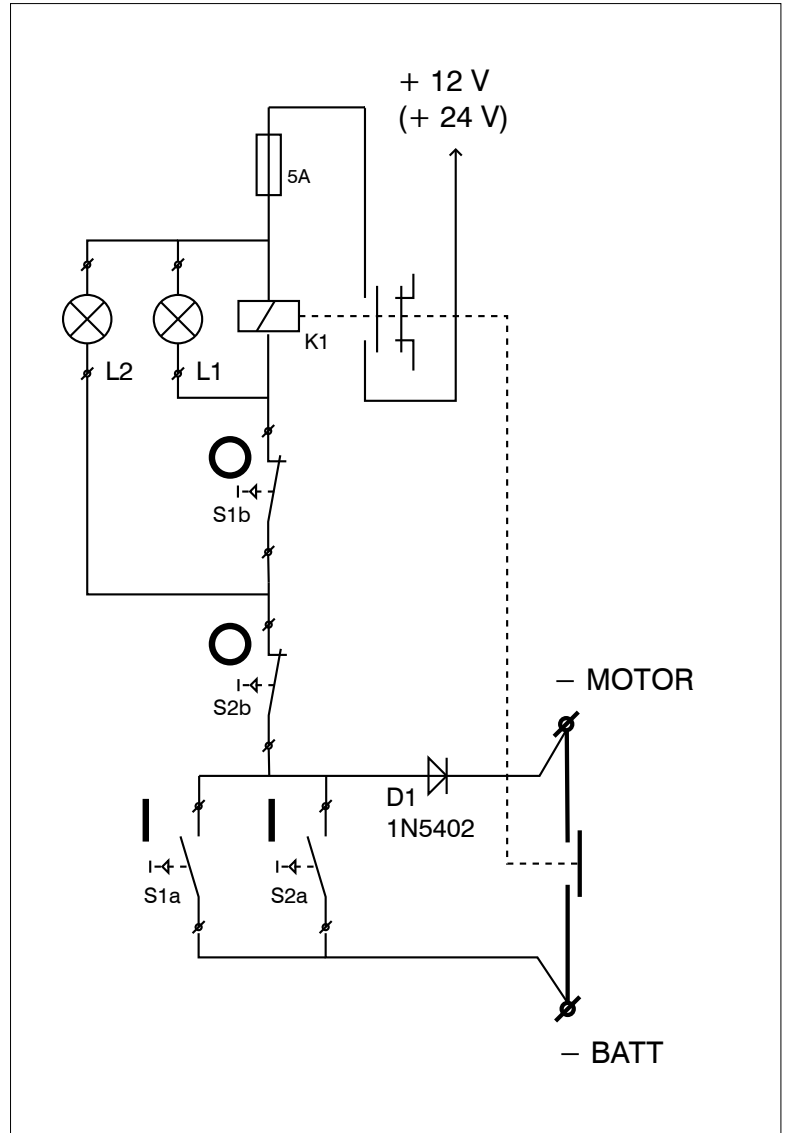 + 12 V
(+ 24 V)
5A
K1
L2
L1
S1b
S2b
− MOTOR
D1
1N5402
S1a
S2a
− BATT